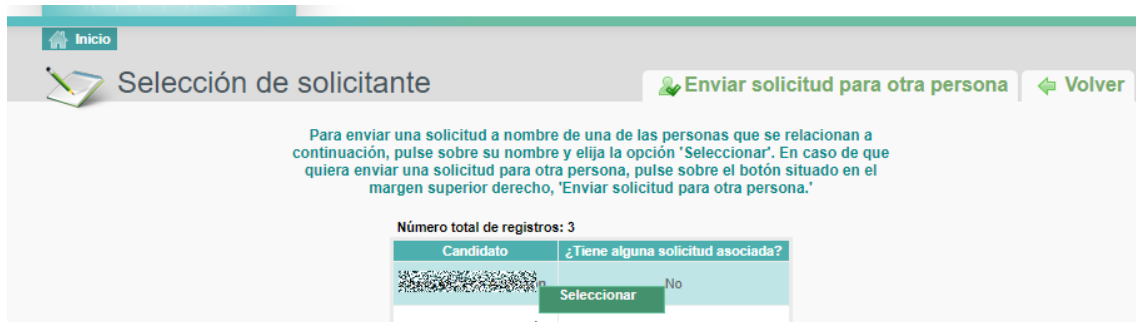 Inicio
Selección de solicitante
Enviar solicitud para otra persona
Volver
Para enviar una solicitud a nombre de una de las personas que se relacionan a
continuación, pulse sobre su nombre y elija la opción 'Seleccionar'. En caso de que
quiera enviar una solicitud para otra persona, pulse sobre el botón situado en el
margen superior derecho, 'Enviar solicitud para otra persona.'
Número total de registros: 3
Candidato ¿Tiene alguna solicitud asociada?
No
Seleccionar